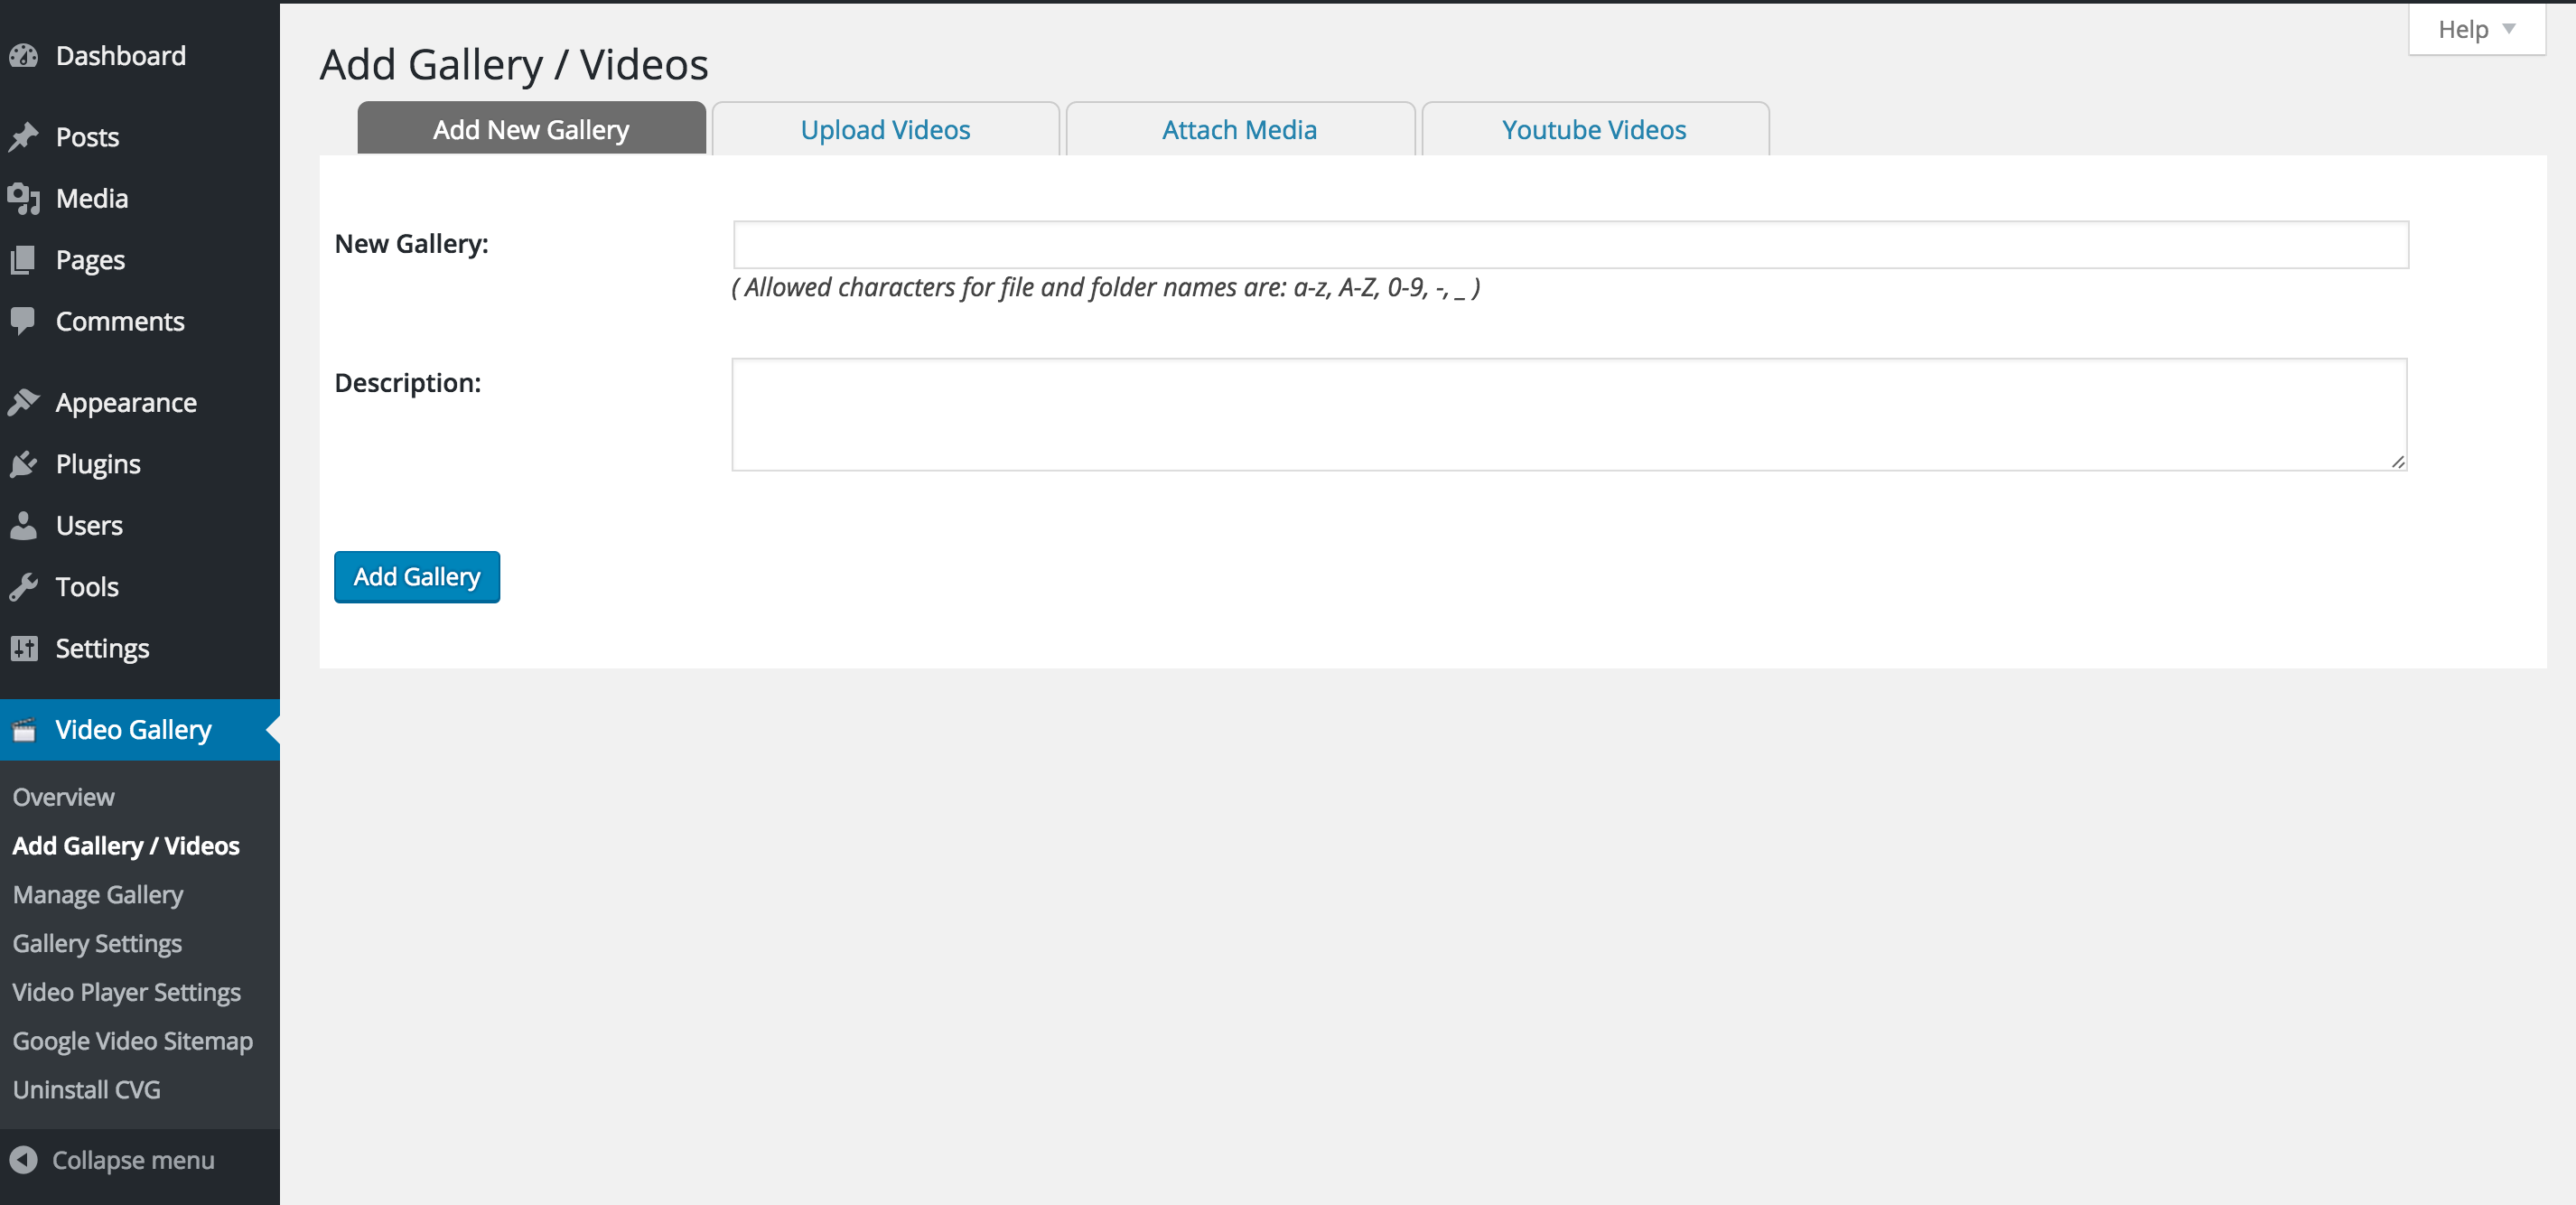 Dashboard
Posts
Media
Pages
Comments
Appearance
Plugins
Users
Tools
Settings
Video Gallery
Overview
Add Gallery / Videos
Manage Gallery
Gallery Settings
Video Player Settings
Google Video Sitemap
Uninstall CVG
Collapse menu
Help
Add Gallery / Videos
Add New Gallery
Upload Videos
Attach Media
Youtube Videos
New Gallery:
( Allowed characters for file and folder names are: a-z, A-Z, 0-9, -, _ )
Description:
Add Gallery